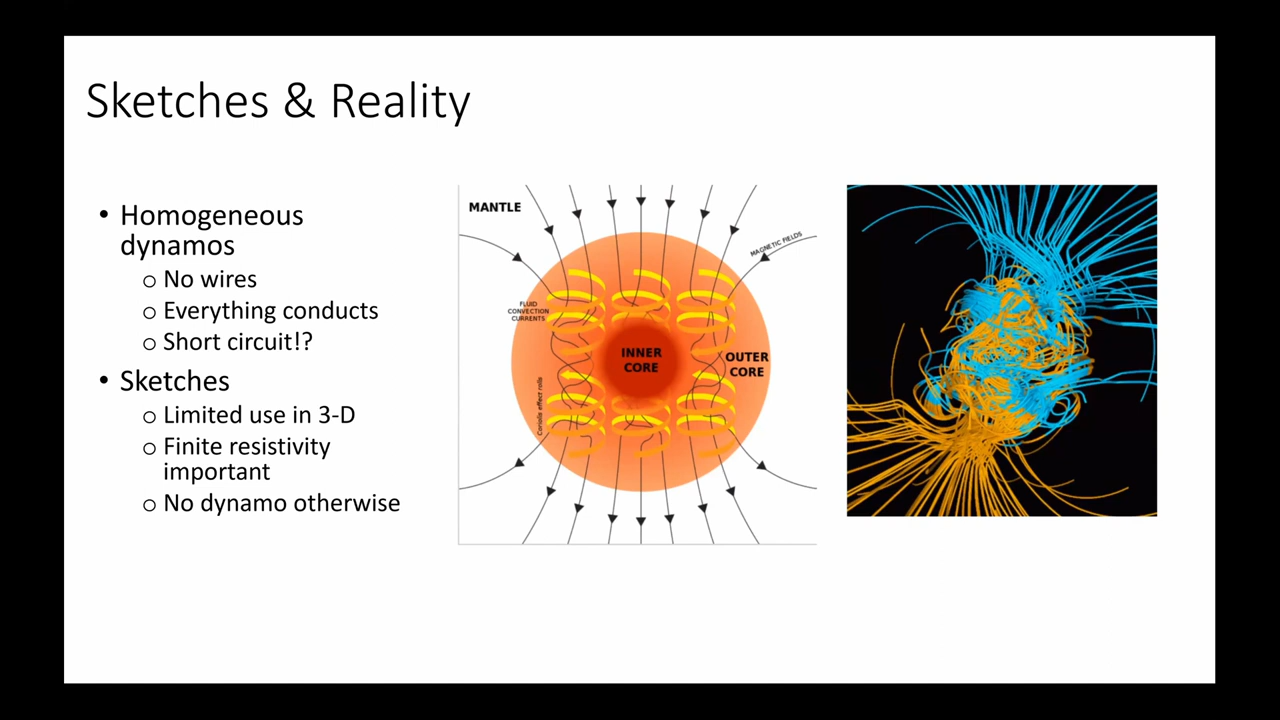 Sketches & Reality
• Homogeneous
dynamos
o No wires
o Everything conducts
o Short circuit!?
• Sketches
o Limited use in 3-D
o Finite resistivity
important
o No dynamo otherwise
MANTLE
MAGNETIC FIELDS
FLUID
CONVECTION
CURRENTS
INNER
CORE
OUTER
CORE
Coriolis effect rolls